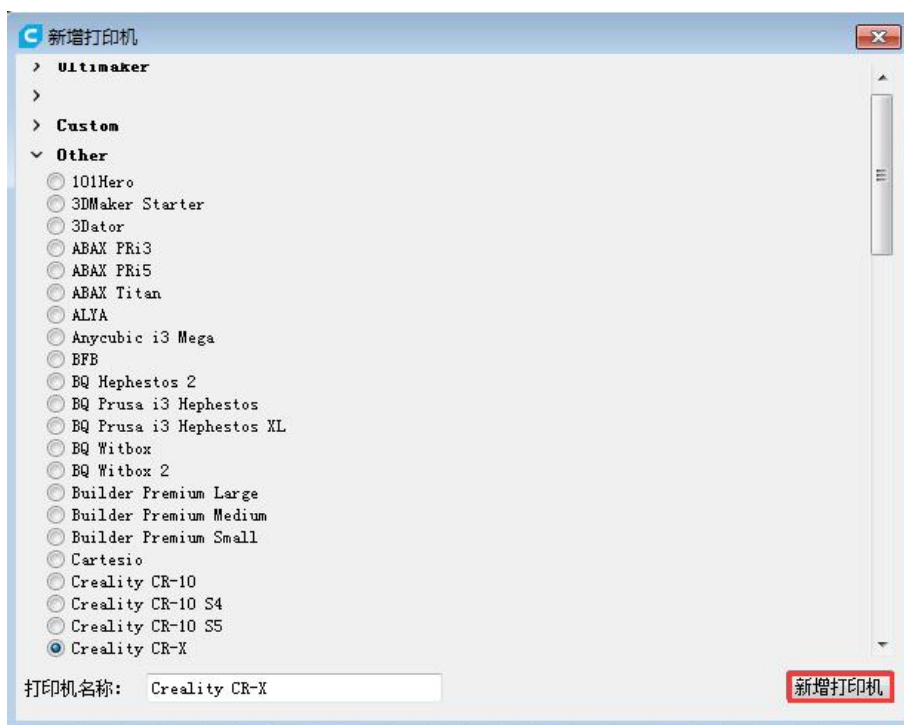 新增打印机
Ultimaker
Custom
Other
101Hero
3DMaker Starter
3Dator
ABAX PRi3
ABAX PRi5
ABAX Titan
ALYA
Anycubic i3 Mega
BFB
BQ Hephestos 2
BQ Prusa i3 Hephestos
BQ Prusa i3 Hephestos XL
BQ Witbox
BQ Witbox 2
Builder Premium Large
Builder Premium Medium
Builder Premium Small
Cartesio
Creality CR-10
Creality CR-10 S4
Creality CR-10 S5
Creality CR-X
打印机名称: Creality CR-X 新增打印机